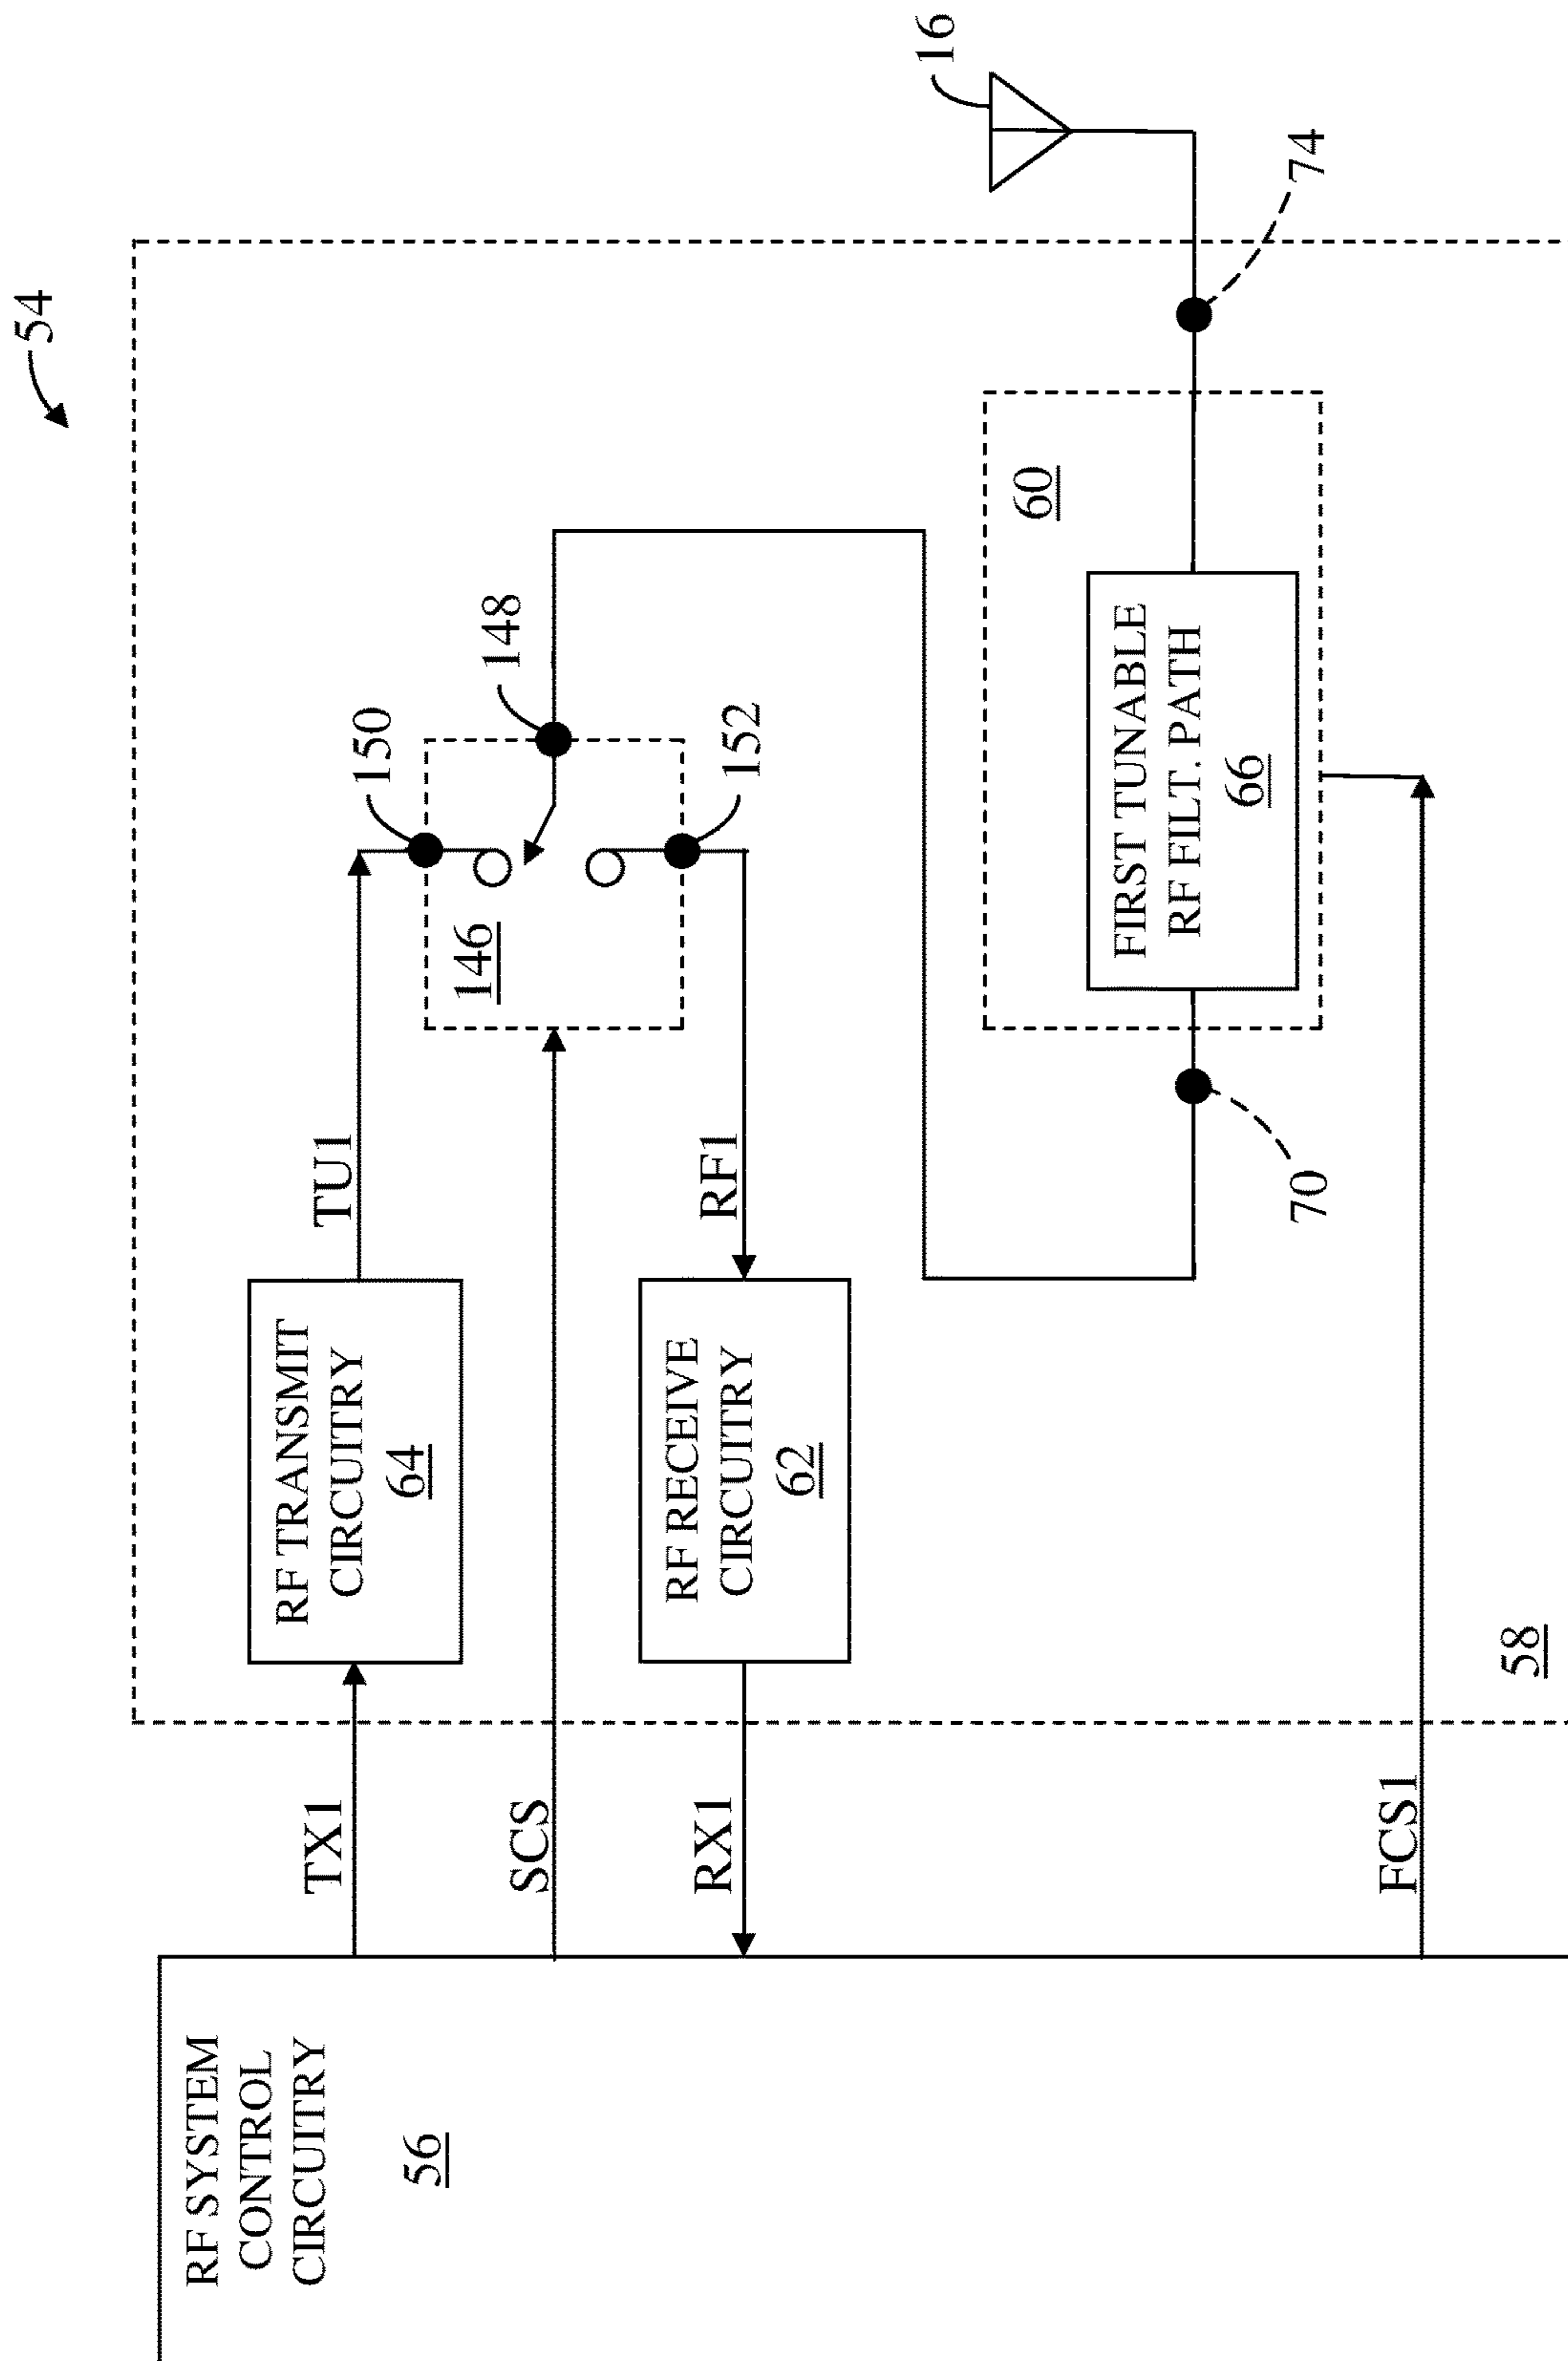 54
RF SYSTEM
CONTROL
CIRCUITRY
56
TX1
RF TRANSMIT
CIRCUITRY
64
TU1
150
146
148
152
SCS
RX1
RF RECEIVE
CIRCUITRY
62
RF1
16
60
FIRST TUNABLE
RF FILT. PATH
66
70
74
FCS1
58